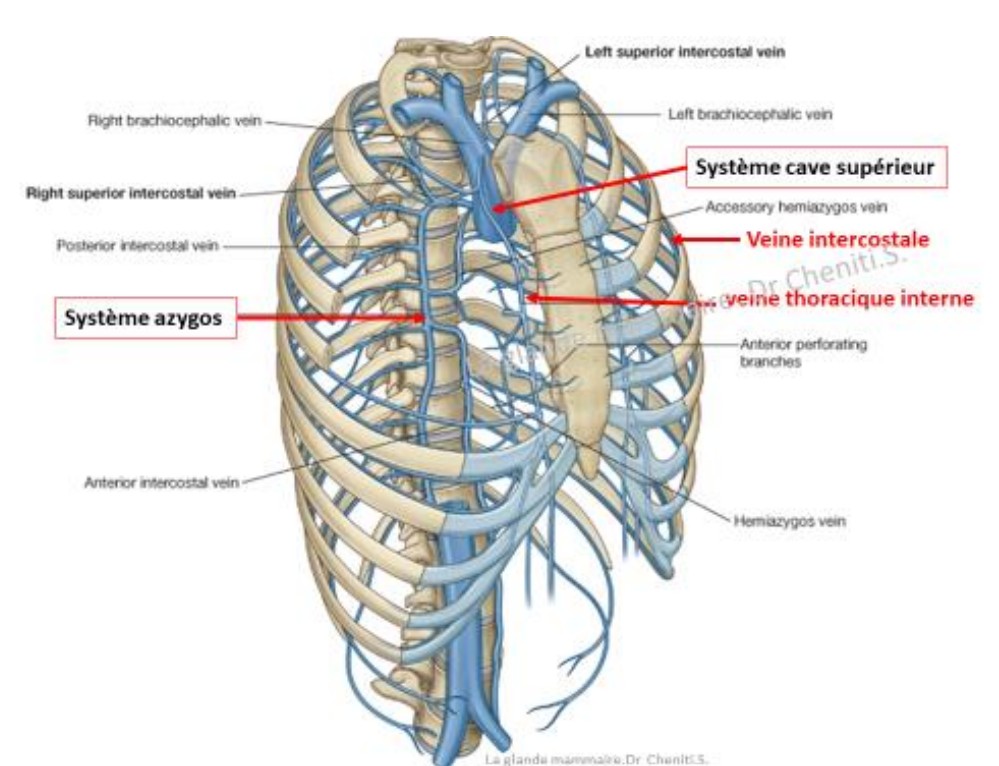 Left superior intercostal vein
Right brachiocephalic vein
Left brachiocephalic vein
Système cave supérieur
Right superior intercostal vein
Accessory hemiazygos vein
Posterior intercostal vein
Veine intercostale
veine thoracique interne
Système azygos
Anterior perforating
branches
Anterior intercostal vein
Hemiazygos vein
Dr Cheniti.S.
La glande mammaire.Dr Cheniti.S.